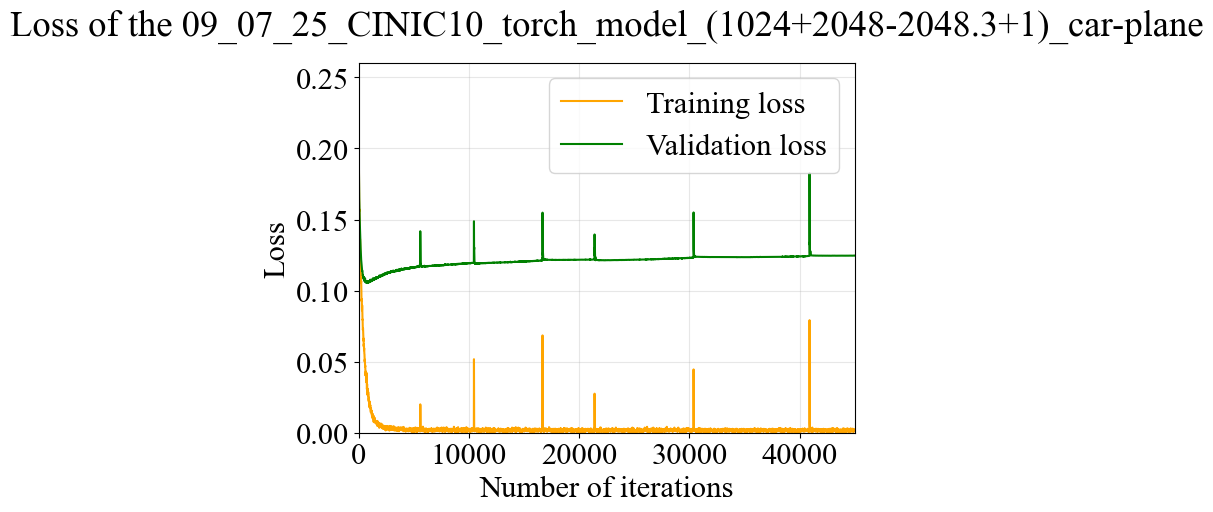 Loss of the 09_07_25_CINIC10_torch_model_(1024+2048-2048.3+1)_car-plane
0.25
0.20
0.15
0.10
0.05
0.00
Loss
Training loss
Validation loss
0 10000 20000 30000 40000
Number of iterations